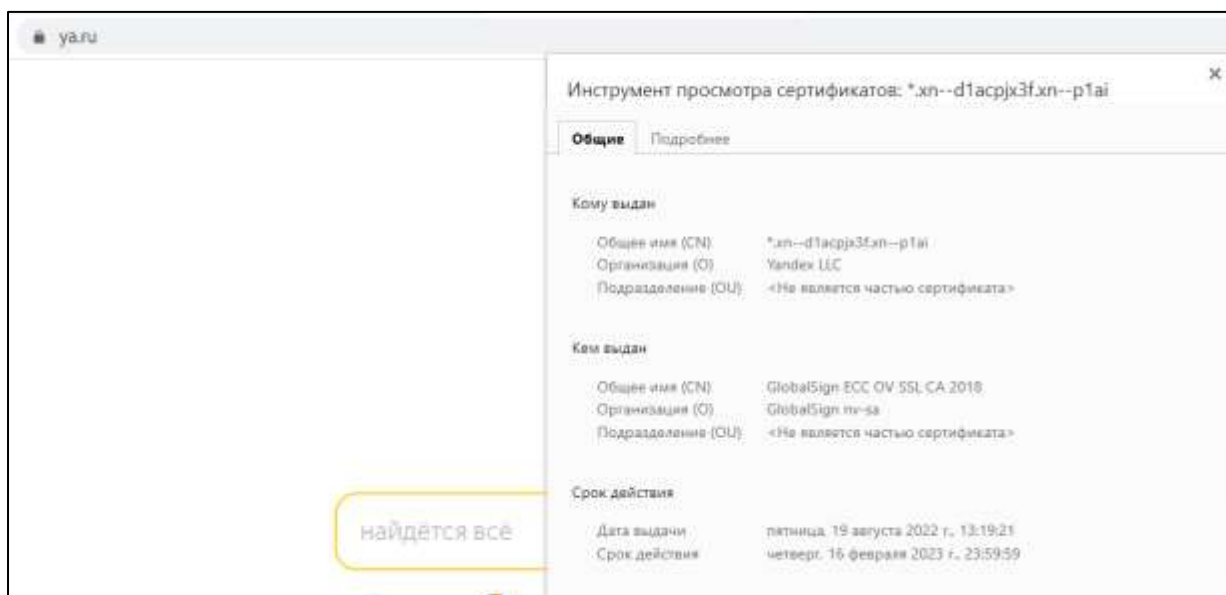 ya.ru
Инструмент просмотра сертификатов: *.xn--d1acpjx3f.xn--p1ai
Общие Подробнее
Кому выдан
Общее имя (CN) *.xn--d1acpjx3f.xn--p1ai
Организация (O) Yandex LLC
Подразделение (OU) <Не является частью сертификата>
Кем выдан
Общее имя (CN) GlobalSign ECC OV SSL CA 2018
Организация (O) GlobalSign nv-sa
Подразделение (OU) <Не является частью сертификата>
Срок действия
найдётся всё
Дата выдачи пятница, 19 августа 2022 г., 13:19:21
Срок действия четверг, 16 февраля 2023 г., 23:59:59